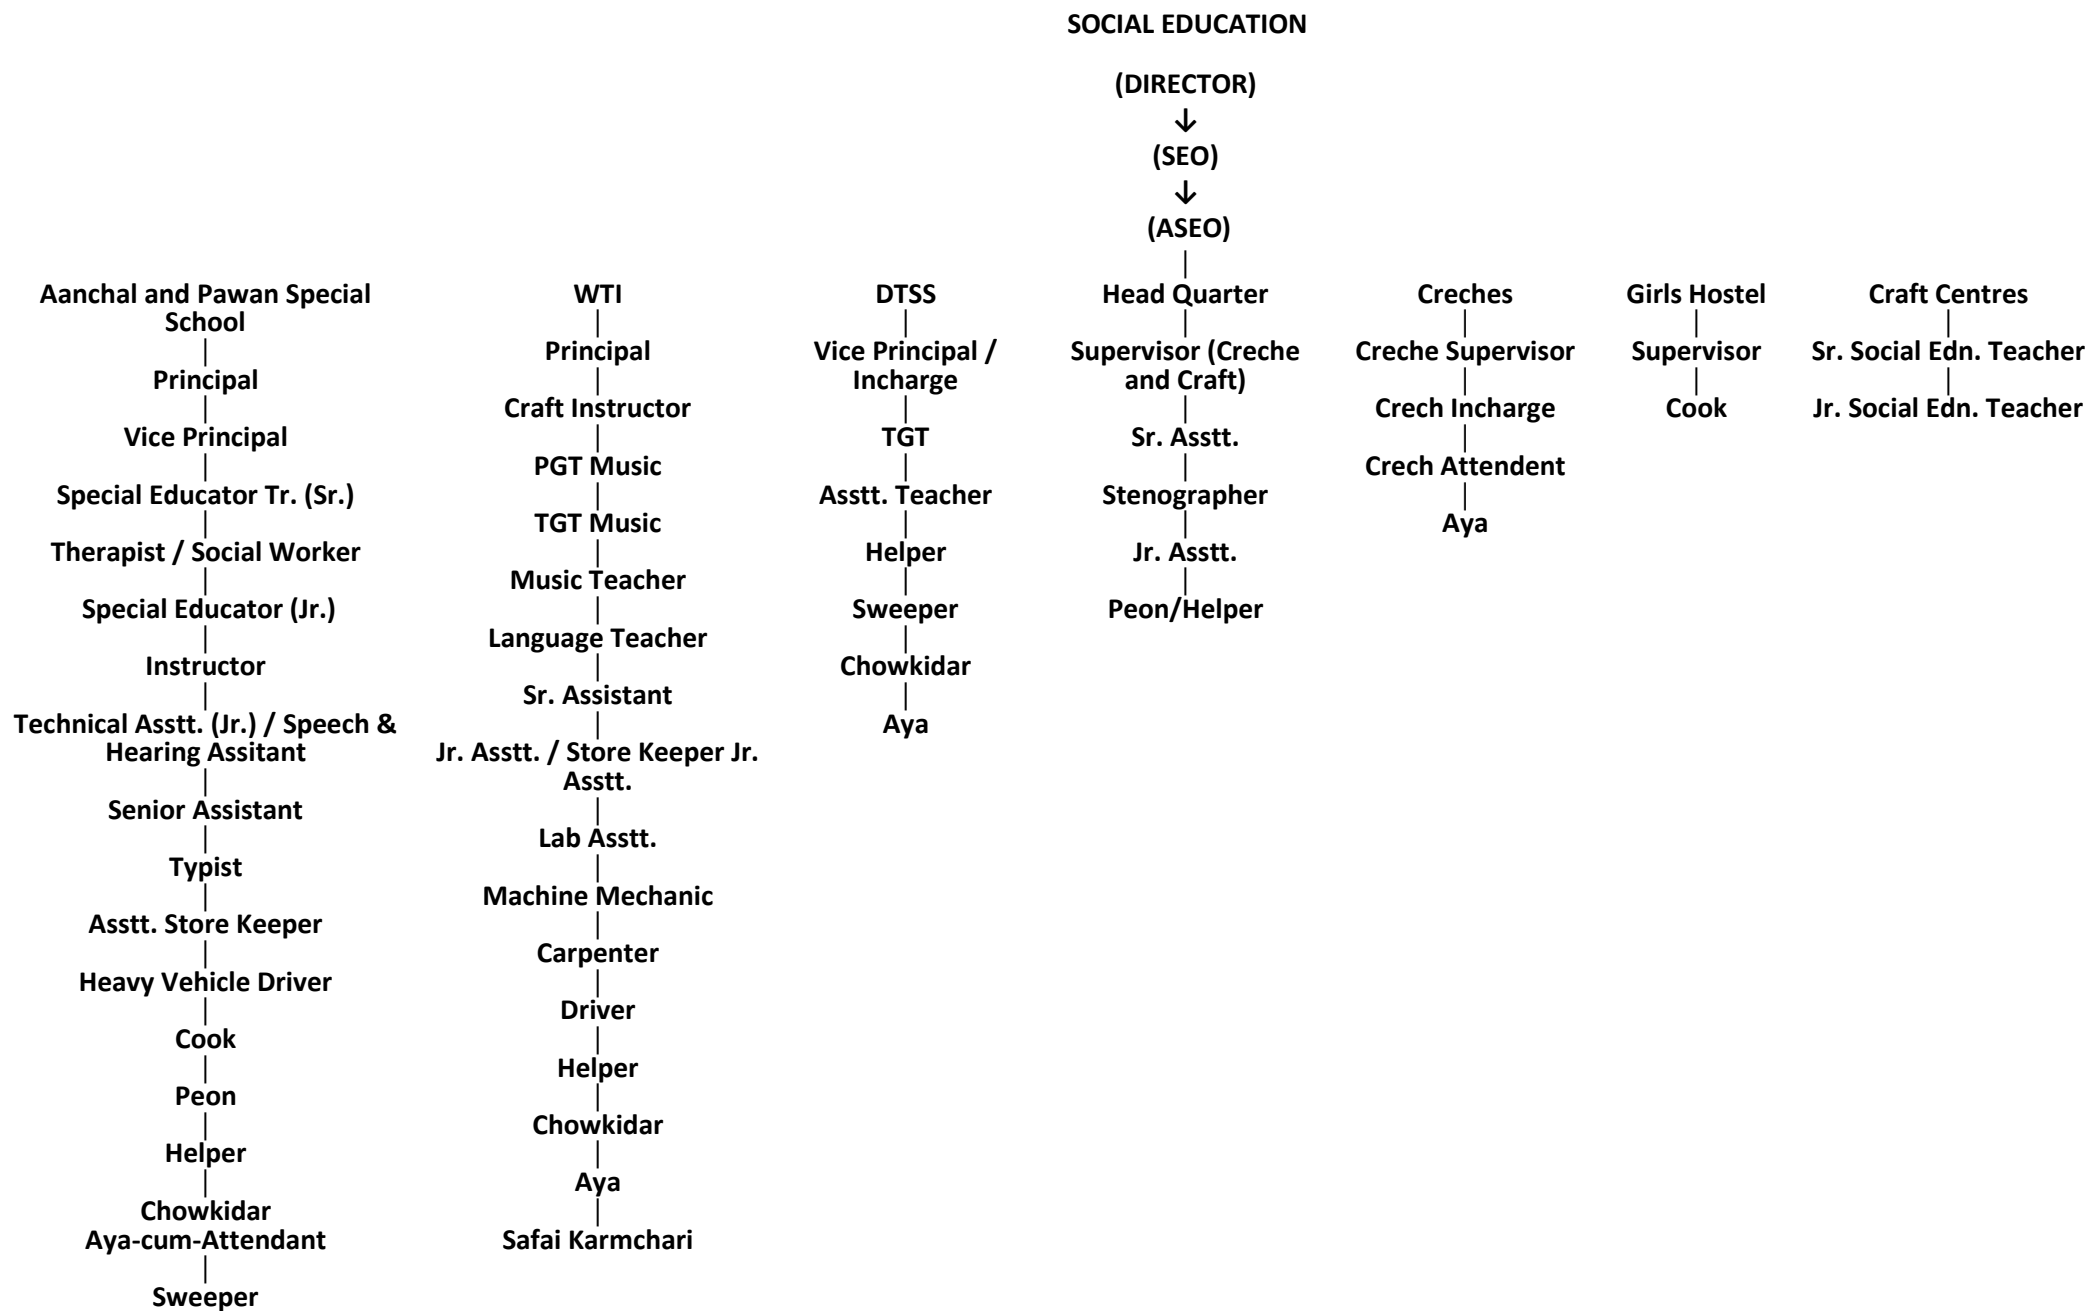 SOCIAL EDUCATION
(DIRECTOR)
(SEO)
(ASEO)
Aanchal and Pawan Special
School
Principal
Vice Principal
Special Educator Tr. (Sr.)
Therapist / Social Worker
Special Educator (Jr.)
Instructor
Technical Asstt. (Jr.) / Speech &
Hearing Assitant
Senior Assistant
Typist
Asstt. Store Keeper
Heavy Vehicle Driver
Cook
Peon
Helper
Chowkidar
Aya-cum-Attendant
Sweeper
WTI
Principal
Craft Instructor
PGT Music
TGT Music
Music Teacher
Language Teacher
Sr. Assistant
Jr. Asstt. / Store Keeper Jr.
Asstt.
Lab Asstt.
Machine Mechanic
Carpenter
Driver
Helper
Chowkidar
Aya
Safai Karmchari
DTSS
Vice Principal /
Incharge
TGT
Asstt. Teacher
Helper
Sweeper
Chowkidar
Aya
Head Quarter
Supervisor (Creche
and Craft)
Sr. Asstt.
Stenographer
Jr. Asstt.
Peon/Helper
Creches
Creche Supervisor
Crech Incharge
Crech Attendent
Aya
Girls Hostel
Supervisor
Cook
Craft Centres
Sr. Social Edn. Teacher
Jr. Social Edn. Teacher